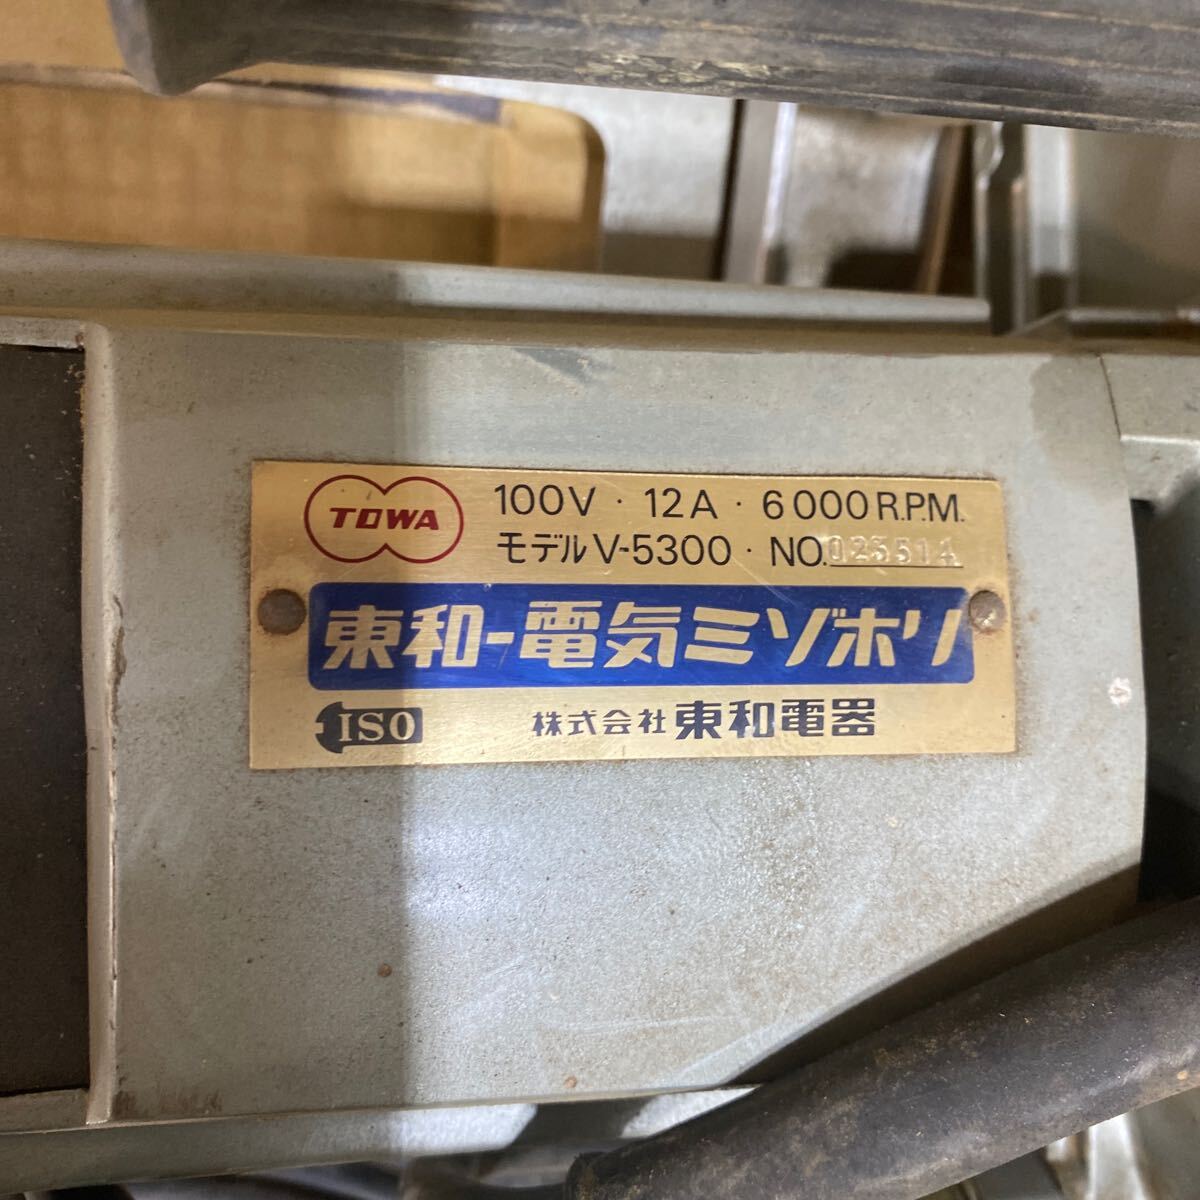 TOWA
100V · 12A · 6000 R.P.M.
モデル V-5300 · NO. 023514
東和-電気ミゾホリ
ISO
株式会社 東和電器